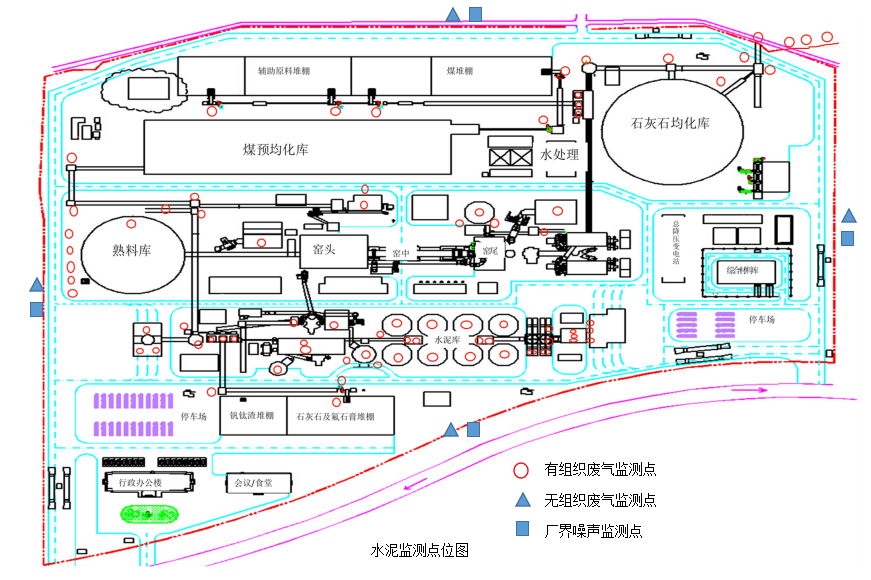 辅助原料堆棚
煤堆棚
石灰石均化库
煤预均化库
水处理
总降压变电站
熟料库
窑头
窑中
窑尾
水泥库
停车场
停车场
钒钛渣堆棚
石灰石及氟石膏堆棚
行政办公楼
会议/食堂
有组织废气监测点
无组织废气监测点
厂界噪声监测点
水泥监测点位图